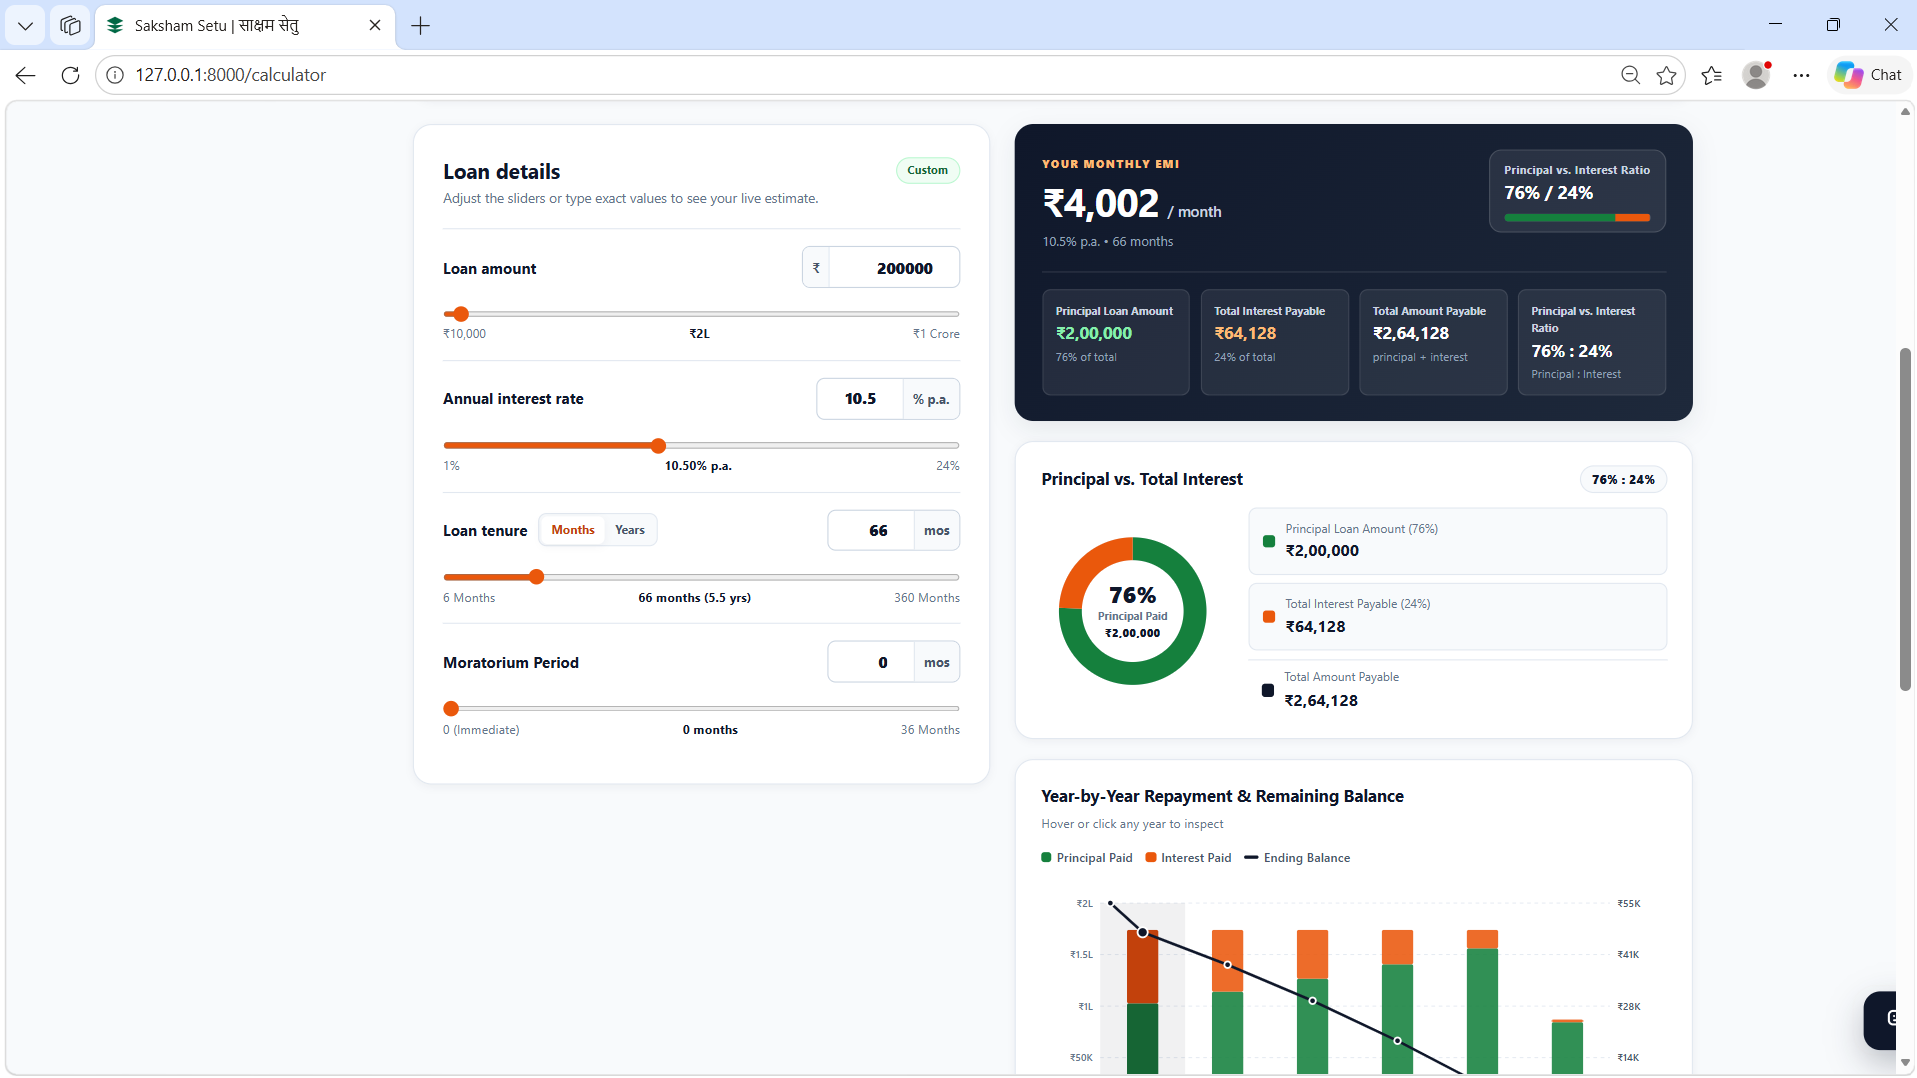 Saksham Setu | साक्षम सेतु
127.0.0.1:8000/calculator
Chat
Loan details
Custom
Adjust the sliders or type exact values to see your live estimate.
Loan amount
₹ 200000
₹10,000 ₹2L ₹1 Crore
Annual interest rate
10.5 % p.a.
1% 10.50% p.a. 24%
Loan tenure Months Years 66 mos
6 Months 66 months (5.5 yrs) 360 Months
Moratorium Period 0 mos
0 (Immediate) 0 months 36 Months
YOUR MONTHLY EMI
₹4,002 / month
10.5% p.a. • 66 months
Principal vs. Interest Ratio
76% / 24%
Principal Loan Amount
₹2,00,000
76% of total
Total Interest Payable
₹64,128
24% of total
Total Amount Payable
₹2,64,128
principal + interest
Principal vs. Interest
Ratio
76% : 24%
Principal : Interest
Principal vs. Total Interest
76% : 24%
76%
Principal Paid
₹2,00,000
Principal Loan Amount (76%)
₹2,00,000
Total Interest Payable (24%)
₹64,128
Total Amount Payable
₹2,64,128
Year-by-Year Repayment & Remaining Balance
Hover or click any year to inspect
Principal Paid Interest Paid Ending Balance
₹2L ₹55K
₹1.5L ₹41K
₹1L ₹28K
₹50K ₹14K